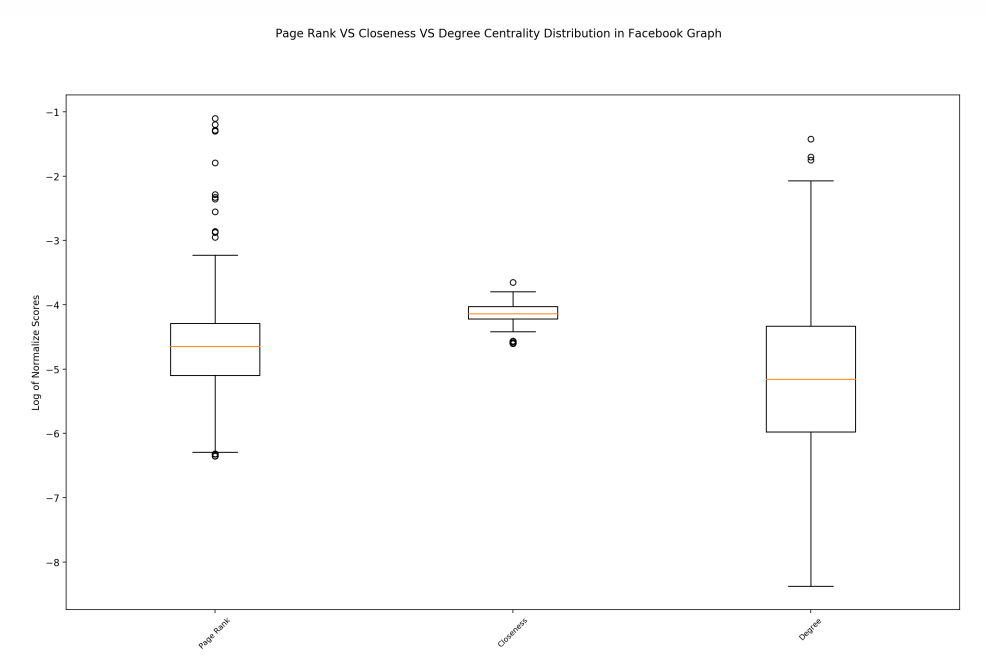 Page Rank VS Closeness VS Degree Centrality Distribution in Facebook Graph
Log of Normalize Scores
−1
−2
−3
−4
−5
−6
−7
−8
Page Rank
Closeness
Degree